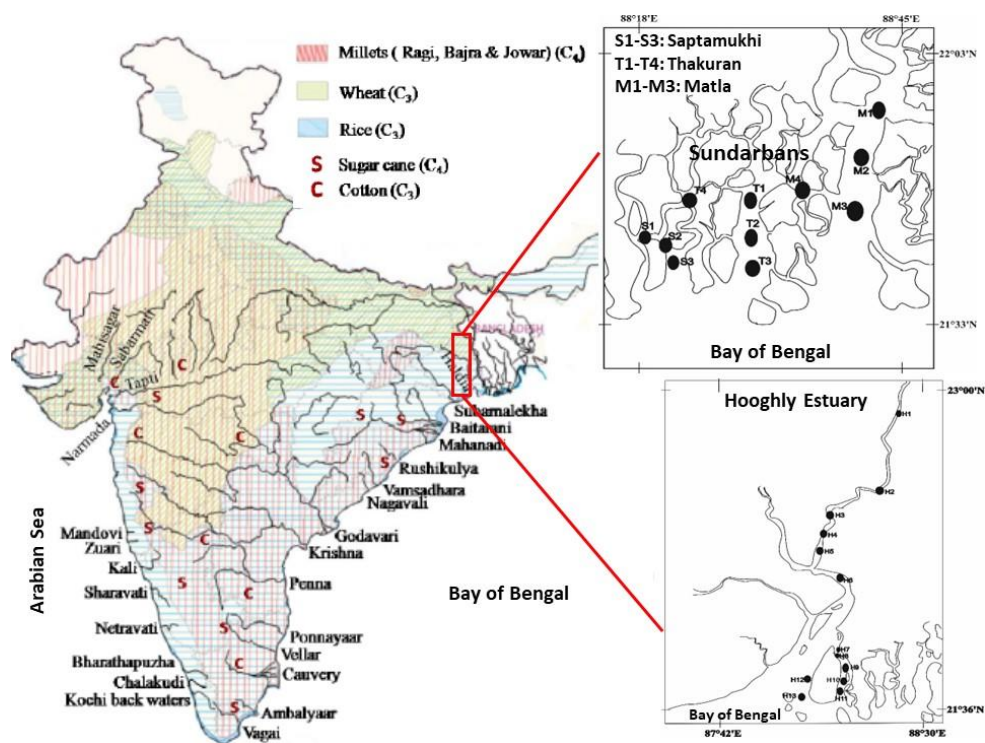 Millets ( Ragi, Bajra & Jowar) (C₄)
Wheat (C₃)
Rice (C₃)
S Sugar cane (C₄)
C Cotton (C₃)
Mahisagar
Sabarmati
Tapti
Narmada
C
C
S
C
C
S
S
C
S
C
S
C
S
S
S
S
BANGLADESH
Subarnalekha
Baitarani
Mahanadi
Rushikulya
Vamsadhara
Nagavali
Godavari
Krishna
Penna
Ponnayaar
Vellar
Cauvery
Ambalyaar
Vagai
Mandovi
Zuari
Kali
Sharavati
Netravati
Bharathapuzha
Chalakudi
Kochi back waters
Arabian Sea
Bay of Bengal
88°18'E
88°45'E
S1-S3: Saptamukhi
T1-T4: Thakuran
M1-M3: Matla
22°03'N
M1
Sundarbans
M2
M4
T4
T1
M3
S1
S2
T2
S3
T3
21°33'N
Bay of Bengal
23°00'N
Hooghly Estuary
H1
H2
H3
H4
H5
H6
H7
H8
H9
H12
H10
H11
H13
21°36'N
Bay of Bengal
87°42'E
88°30'E